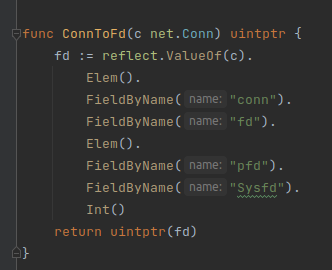 func ConnToFd(c net.Conn) uintptr {
    fd := reflect.ValueOf(c).
        Elem().
        FieldByName( name: "conn").
        FieldByName( name: "fd").
        Elem().
        FieldByName( name: "pfd").
        FieldByName( name: "Sysfd").
        Int()
    return uintptr(fd)
}